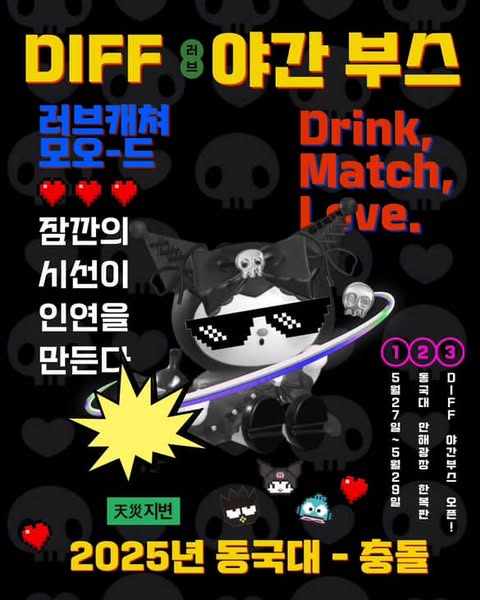 DIFF 러브 야간 부스
러브캐쳐
모오-드
Drink,
Match,
Love.
잠깐의
시선이
인연을
만든다
1 2 3
5월27일~5월29일
동국대 만해광장 한복판
DIFF 야간부스 오픈!
天災지변
2025년 동국대 - 충돌